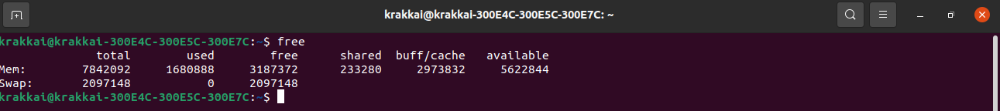 krakkai@krakkai-300E4C-300E5C-300E7C: ~
krakkai@krakkai-300E4C-300E5C-300E7C:~$ free
              total        used        free      shared  buff/cache   available
Mem:        7842092     1680888     3187372      233280     2973832     5622844
Swap:       2097148           0     2097148
krakkai@krakkai-300E4C-300E5C-300E7C:~$